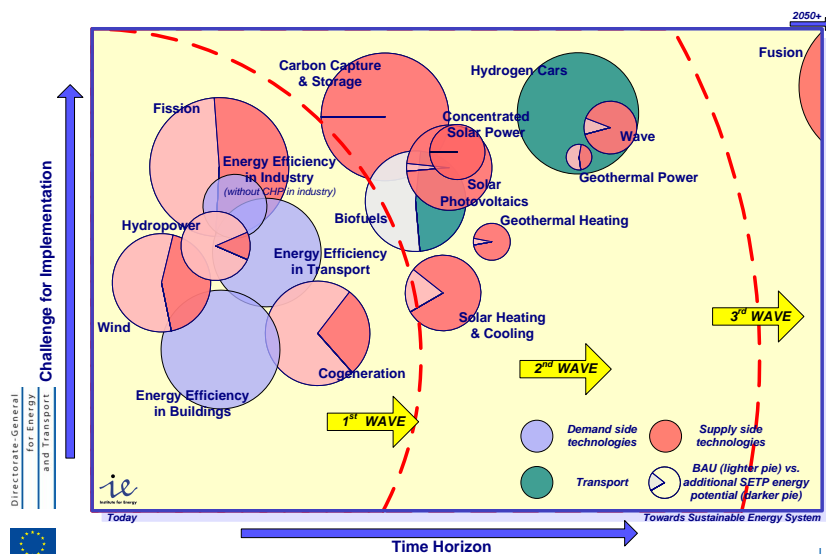 2050+
Fusion
Carbon Capture
& Storage
Hydrogen Cars
Fission
Concentrated
Solar Power
Wave
Energy Efficiency
in Industry
(without CHP in industry)
Geothermal Power
Solar
Photovoltaics
Biofuels
Geothermal Heating
Hydropower
Energy Efficiency
in Transport
Wind
Solar Heating
& Cooling
Cogeneration
Energy Efficiency
in Buildings
1st WAVE
2nd WAVE
3rd WAVE
Demand side
technologies
Supply side
technologies
Transport
BAU (lighter pie) vs.
additional SETP energy
potential (darker pie)
Challenge for Implementation
Directorate-General
for Energy
and Transport
ie
Institute for Energy
Today
Towards Sustainable Energy System
Time Horizon